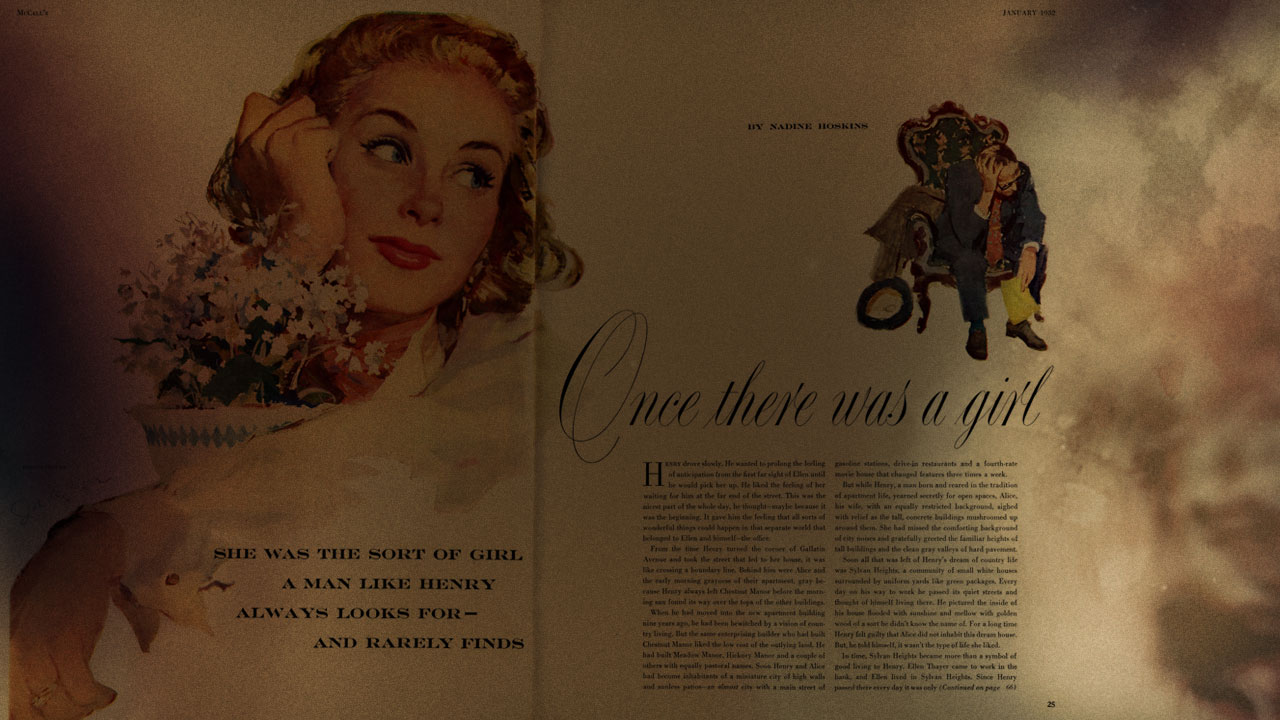 McCall's
JANUARY 1952
BY NADINE HOSKINS
Once there was a girl
SHE WAS THE SORT OF GIRL
A MAN LIKE HENRY
ALWAYS LOOKS FOR—
AND RARELY FINDS
HENRY drove slowly. He wanted to prolong the feeling
of anticipation from the first far sight of Ellen until
he would pick her up. He liked the feeling of her
waiting for him at the far end of the street. This was the
nicest part of the whole day, he thought—maybe because it
was the beginning. It gave him the feeling that all sorts of
wonderful things could happen in that separate world that
belonged to Ellen and himself—the office.
From the time Henry turned the corner of Gallatin
Avenue and took the street that led to her house, it was
like crossing a boundary line. Behind him were Alice and
the early morning grayness of their apartment, gray be-
cause Henry always left Chestnut Manor before the morn-
ing sun found its way over the tops of the other buildings.
When he had moved into the new apartment building
nine years ago, he had been bewitched by a vision of coun-
try living. But the same enterprising builder who had built
Chestnut Manor liked the low cost of the outlying land. He
had built Meadow Manor, Hickory Manor and a couple of
others with equally pastoral names. Soon Henry and Alice
had become inhabitants of a miniature city of high walls
and austere patios—an almost city with a main street of
gasoline stations, drive-in restaurants and a fourth-rate
movie house that changed features three times a week.
But while Henry, a man born and reared in the tradition
of apartment life, yearned secretly for open spaces, Alice,
his wife, with an equally restricted background, sighed
with relief as the tall, concrete buildings mushroomed up
around them. She had missed the comforting background
of city noises and gratefully greeted the familiar heights of
tall buildings and the clean gray valleys of hard pavement.
Soon all that was left of Henry's dream of country life
was Sylvan Heights, a community of small white houses
surrounded by uniform yards like green packages. Every
day on his way to work he passed its quiet streets and
thought of himself living there. He pictured the inside of
his house flooded with sunshine and mellow with golden
wood of a sort he didn't know the name of. For a long time
Henry felt guilty that Alice did not inhabit this dream house.
But, he told himself, it wasn't the type of life she liked.
In time, Sylvan Heights became more than a symbol of
good living to Henry. Ellen Thayer came to work in the
bank, and Ellen lived in Sylvan Heights. Since Henry
passed there every day it was only (Continued on page 66)
25